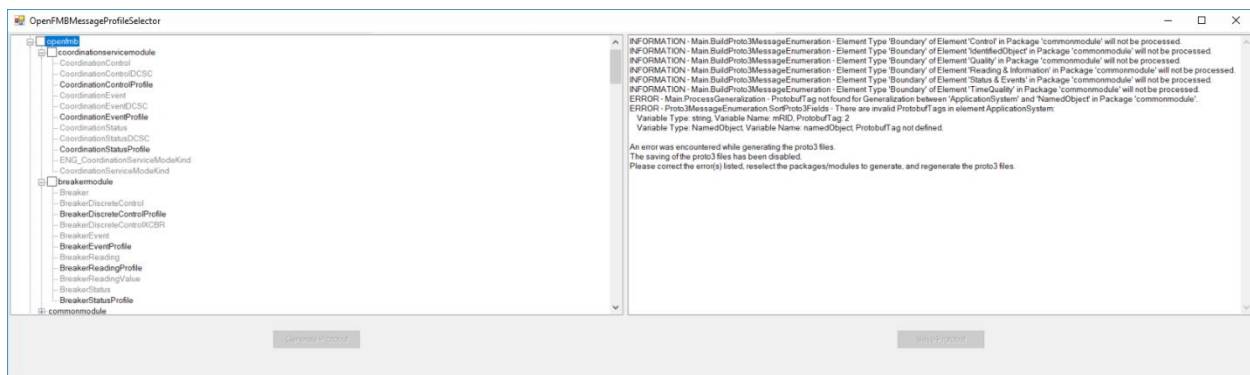 OpenFMBMessageProfileSelector
openfmb
coordinationservicemodule
CoordinationControl
CoordinationControlDCSC
CoordinationControlProfile
CoordinationEvent
CoordinationEventDCSC
CoordinationEventProfile
CoordinationStatus
CoordinationStatusDCSC
CoordinationStatusProfile
ENG_CoordinationServiceModeKind
CoordinationServiceModeKind
breakermodule
Breaker
BreakerDiscreteControl
BreakerDiscreteControlProfile
BreakerDiscreteControlXCBR
BreakerEvent
BreakerEventProfile
BreakerReading
BreakerReadingProfile
BreakerReadingValue
BreakerStatus
BreakerStatusProfile
commonmodule
INFORMATION - Main.BuildProto3MessageEnumeration - Element Type 'Boundary' of Element 'Control' in Package 'commonmodule' will not be processed.
INFORMATION - Main.BuildProto3MessageEnumeration - Element Type 'Boundary' of Element 'IdentifiedObject' in Package 'commonmodule' will not be processed.
INFORMATION - Main.BuildProto3MessageEnumeration - Element Type 'Boundary' of Element 'Quality' in Package 'commonmodule' will not be processed.
INFORMATION - Main.BuildProto3MessageEnumeration - Element Type 'Boundary' of Element 'Reading & Information' in Package 'commonmodule' will not be processed.
INFORMATION - Main.BuildProto3MessageEnumeration - Element Type 'Boundary' of Element 'Status & Events' in Package 'commonmodule' will not be processed.
INFORMATION - Main.BuildProto3MessageEnumeration - Element Type 'Boundary' of Element 'TimeQuality' in Package 'commonmodule' will not be processed.
ERROR - Main.ProcessGeneralization - ProtobufTag not found for Generalization between 'ApplicationSystem' and 'NamedObject' in Package 'commonmodule'.
ERROR - Proto3MessageEnumeration.SortProto3Fields - There are invalid ProtobufTags in element ApplicationSystem:
Variable Type: string, Variable Name: mRID, ProtobufTag: 2
Variable Type: NamedObject, Variable Name: namedObject, ProtobufTag not defined.
An error was encountered while generating the proto3 files.
The saving of the proto3 files has been disabled.
Please correct the error(s) listed, reselect the packages/modules to generate, and regenerate the proto3 files.
Generate Protobuf
Save Protobuf